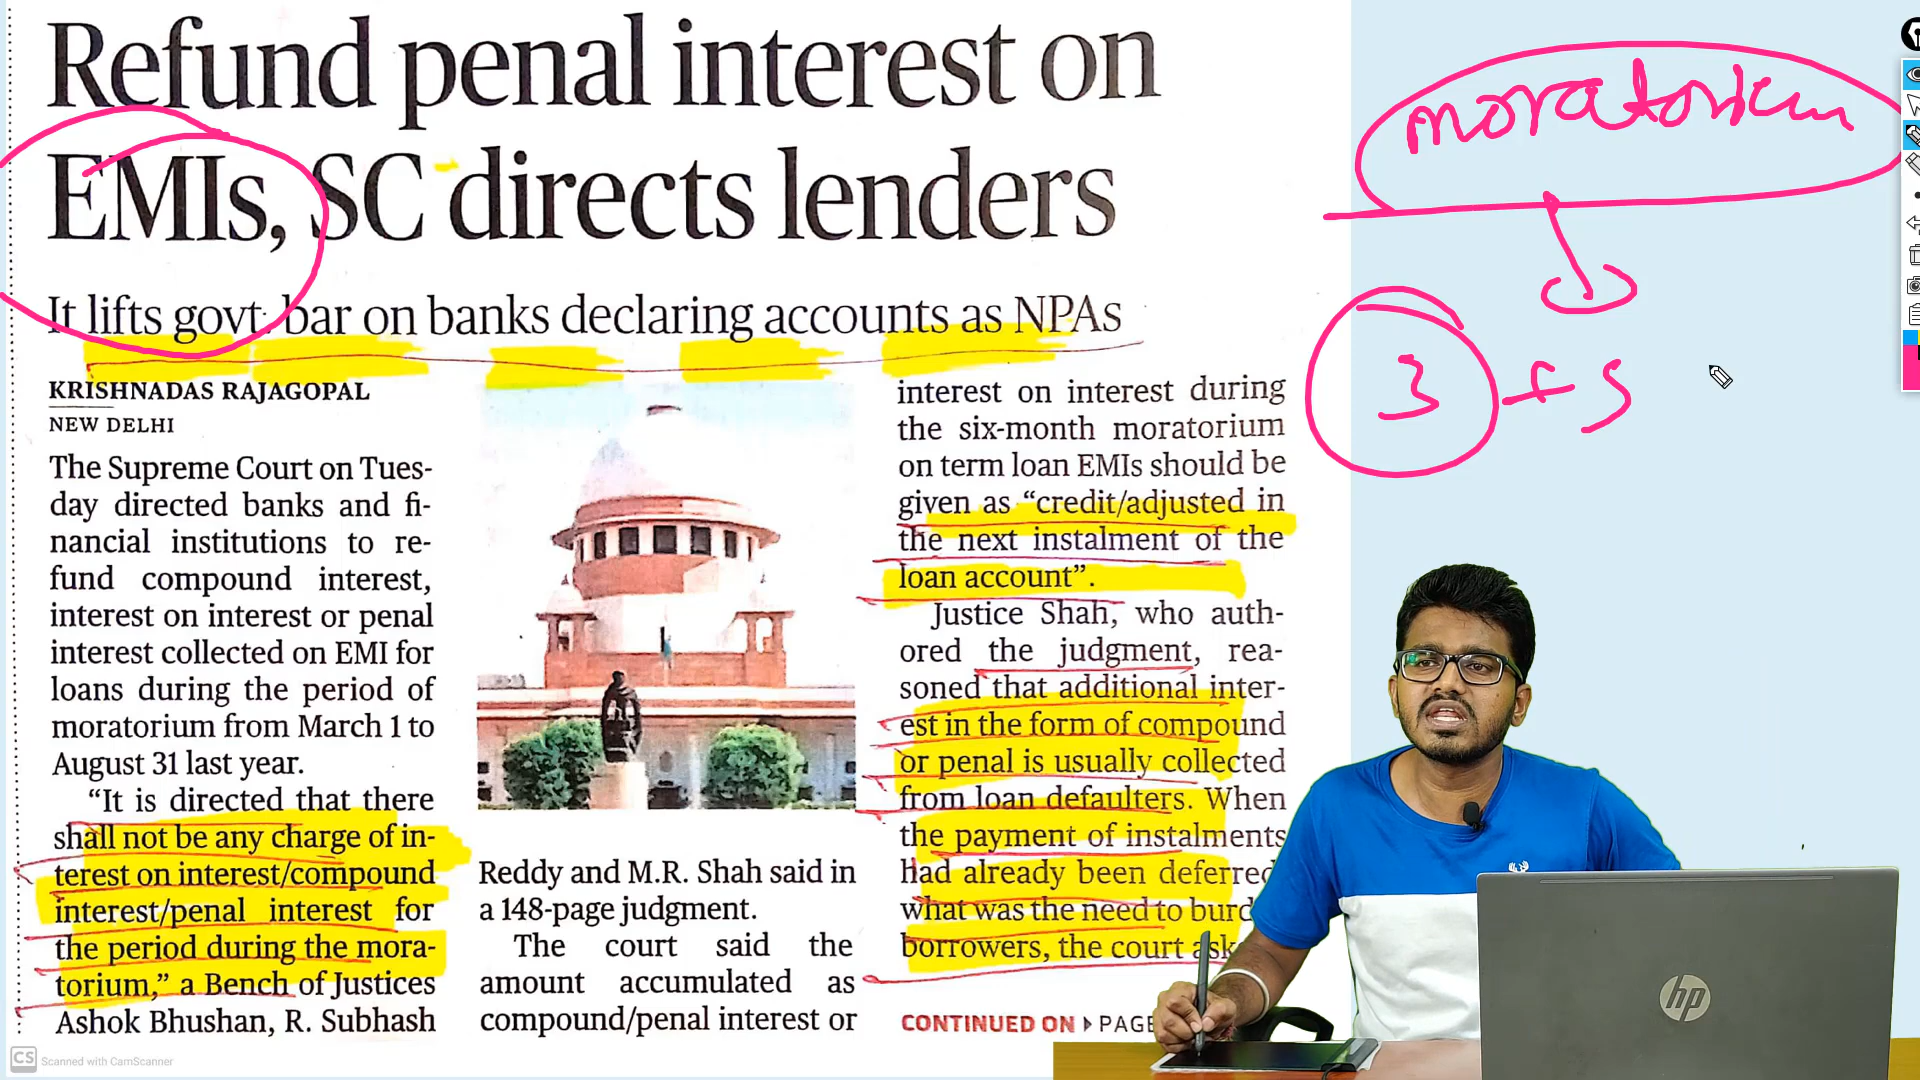 Refund penal interest on
EMIs, SC directs lenders
It lifts govt. bar on banks declaring accounts as NPAs
KRISHNADAS RAJAGOPAL
NEW DELHI
The Supreme Court on Tues-
day directed banks and fi-
nancial institutions to re-
fund compound interest,
interest on interest or penal
interest collected on EMI for
loans during the period of
moratorium from March 1 to
August 31 last year.
“It is directed that there
shall not be any charge of in-
terest on interest/compound
interest/penal interest for
the period during the mora-
torium,” a Bench of Justices
Ashok Bhushan, R. Subhash
Reddy and M.R. Shah said in
a 148-page judgment.
The court said the
amount accumulated as
compound/penal interest or
interest on interest during
the six-month moratorium
on term loan EMIs should be
given as “credit/adjusted in
the next instalment of the
loan account”.
Justice Shah, who auth-
ored the judgment, rea-
soned that additional inter-
est in the form of compound
or penal is usually collected
from loan defaulters. When
the payment of instalments
had already been deferred
what was the need to
borrowers, the court
CONTINUED ON PAGE
moratorium
3
hp
CS Scanned with CamScanner